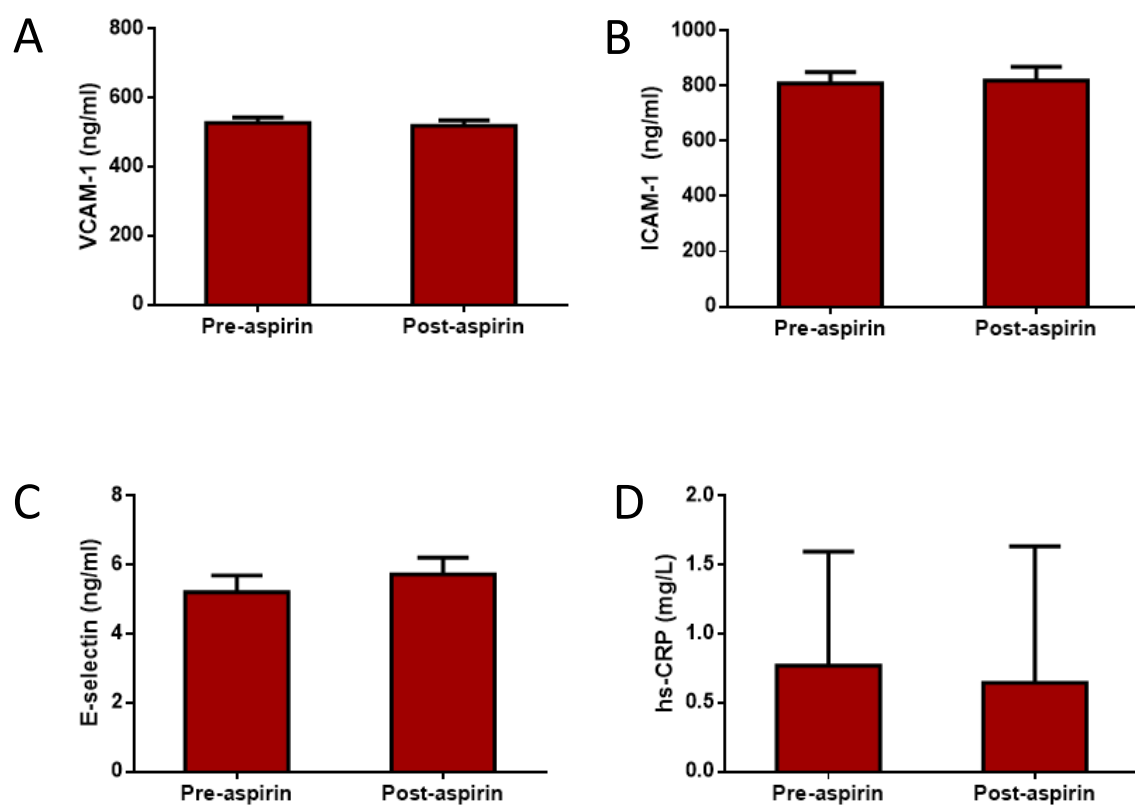 A
VCAM-1 (ng/ml)
800
600
400
200
0
Pre-aspirin Post-aspirin
B
ICAM-1 (ng/ml)
1000
800
600
400
200
0
Pre-aspirin Post-aspirin
C
E-selectin (ng/ml)
8
6
4
2
0
Pre-aspirin Post-aspirin
D
hs-CRP (mg/L)
2.0
1.5
1.0
0.5
0.0
Pre-aspirin Post-aspirin